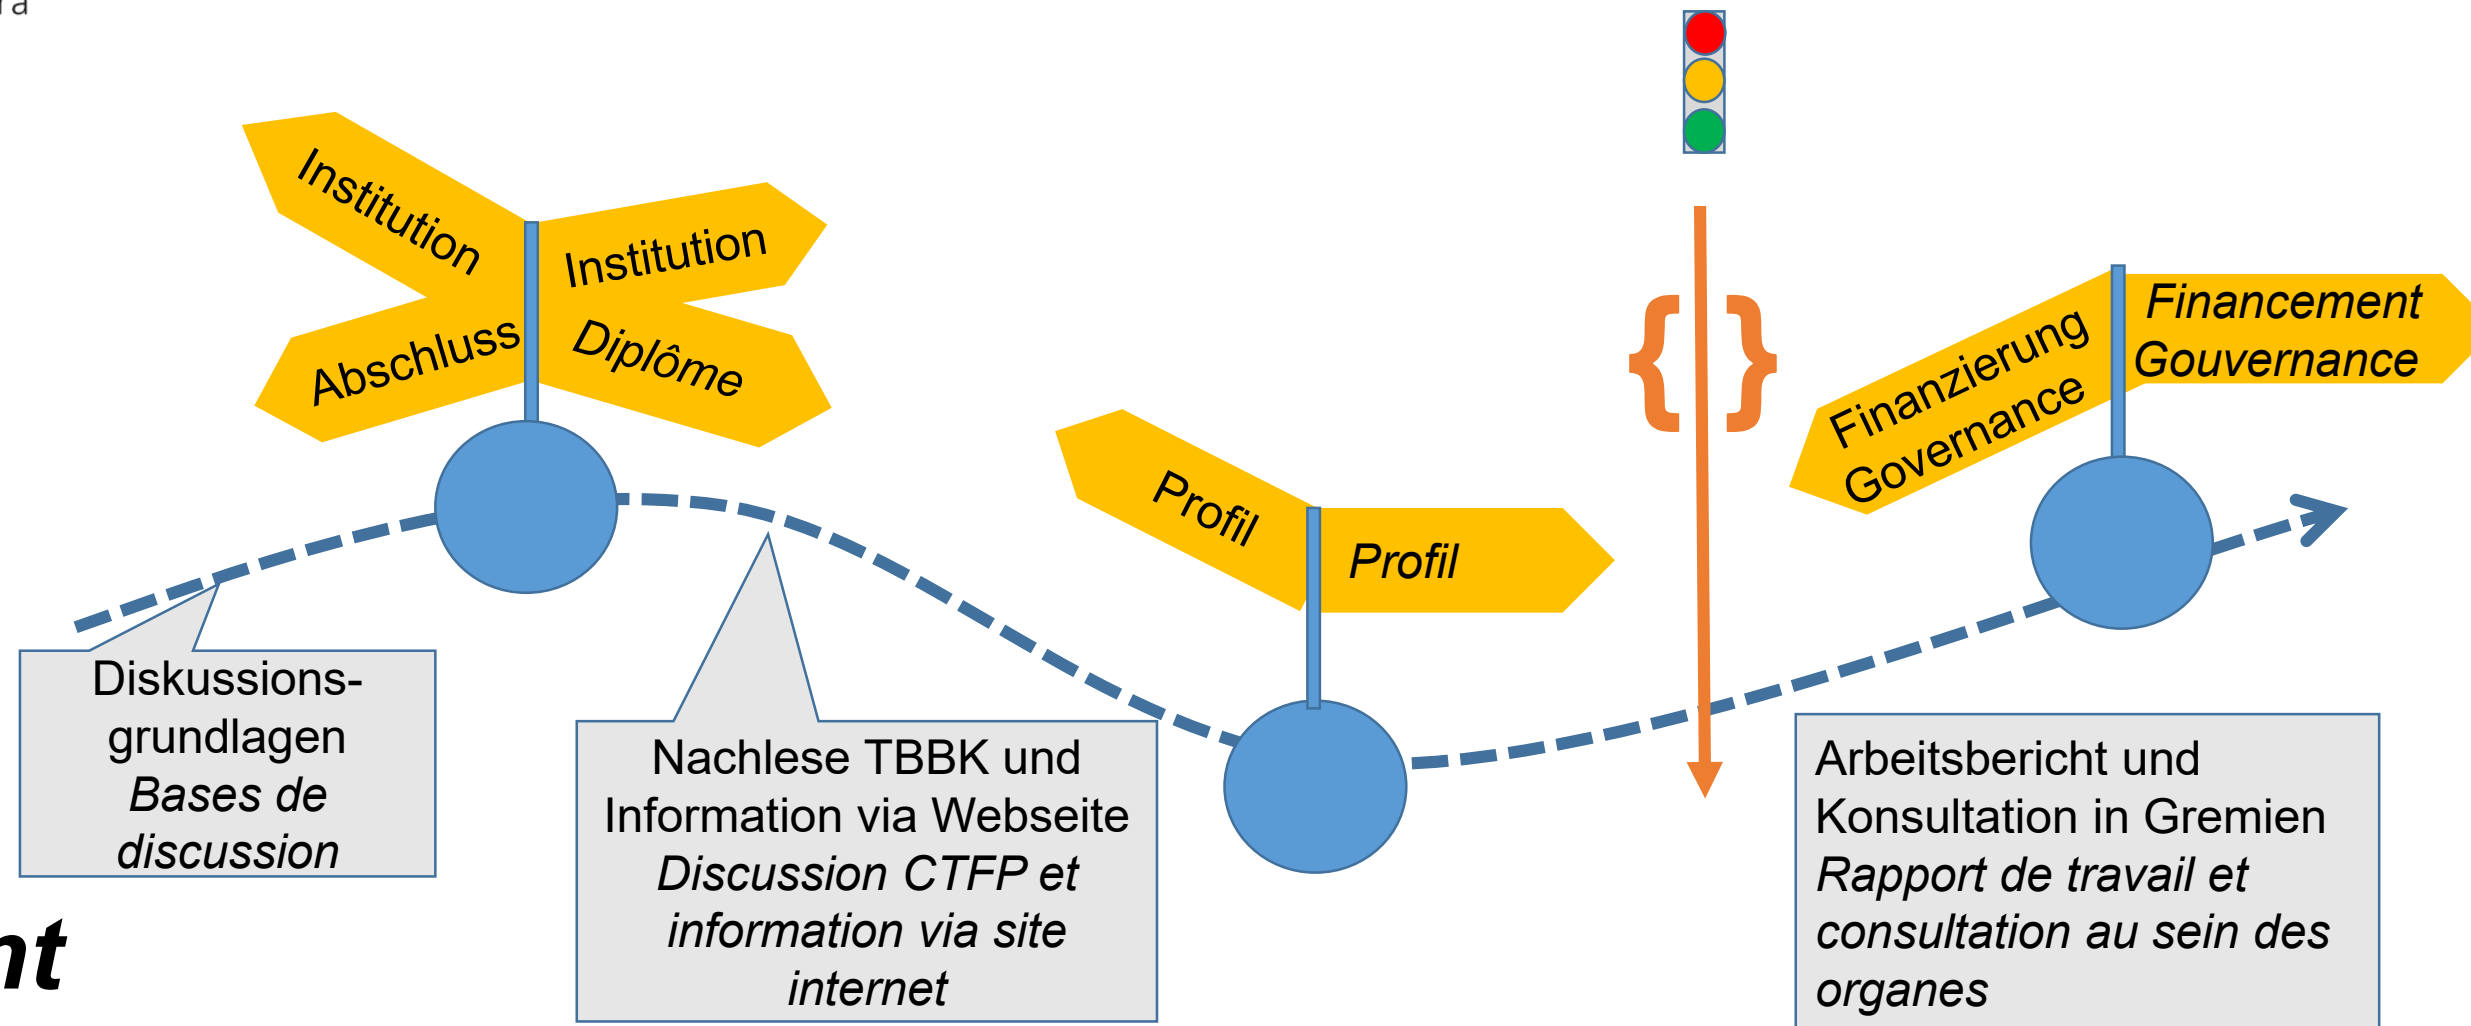 Institution
Institution
Abschluss
Diplôme
Profil
Profil
Finanzierung
Governance
Financement
Gouvernance
Diskussions-
grundlagen
Bases de
discussion
Nachlese TBBK und
Information via Webseite
Discussion CTFP et
information via site
internet
Arbeitsbericht und
Konsultation in Gremien
Rapport de travail et
consultation au sein des
organes